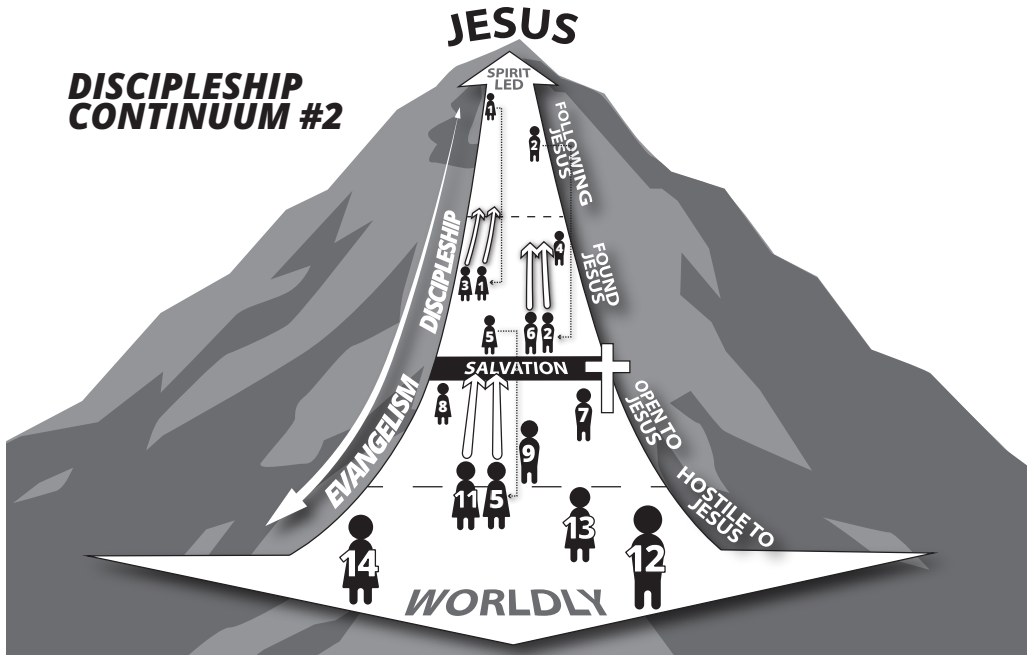 JESUS
DISCIPLESHIP
CONTINUUM #2
SPIRIT
LED
1
2
FOLLOWING
JESUS
DISCIPLESHIP
4
FOUND
JESUS
3
1
5
6
2
SALVATION
8
7
OPEN TO
JESUS
EVANGELISM
9
11
5
13
HOSTILE TO
JESUS
14
12
WORLDLY